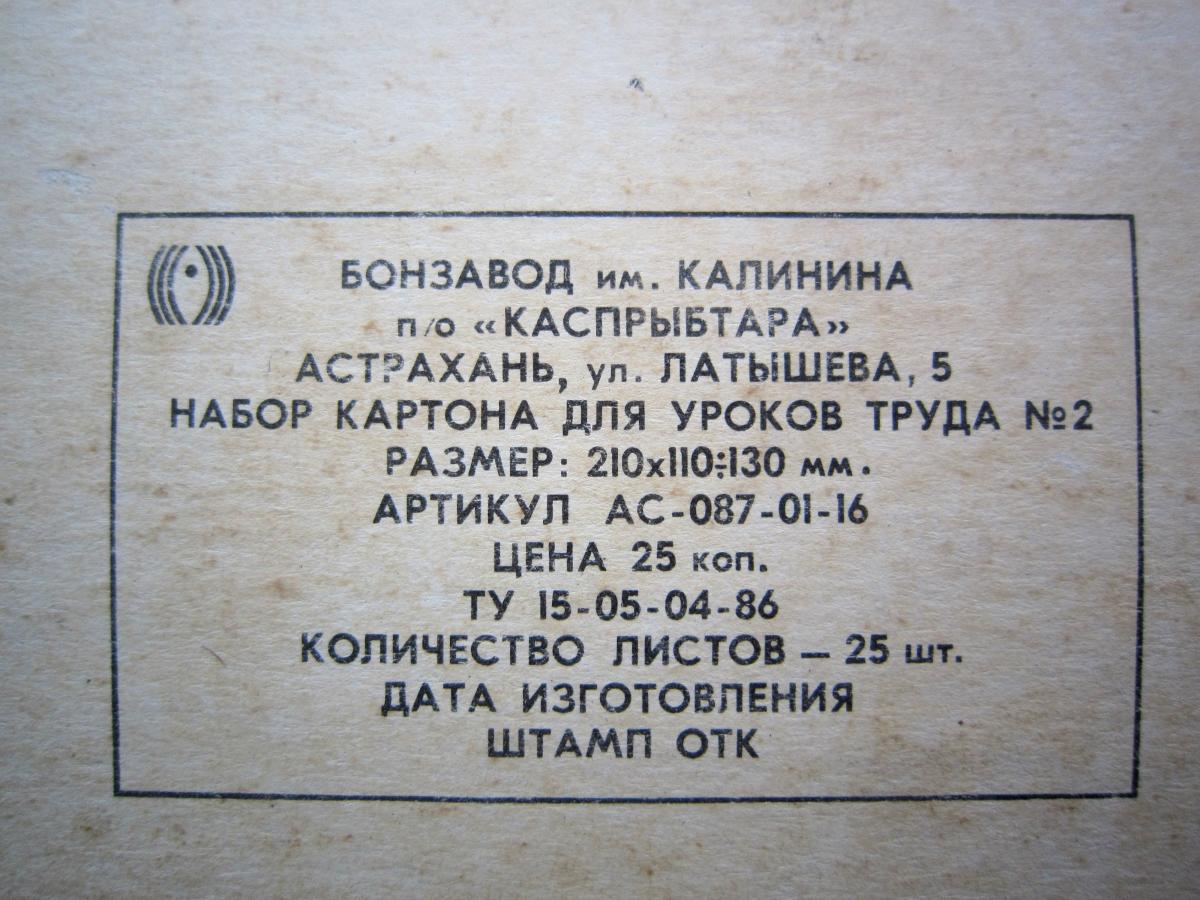 БОНЗАВОД им. КАЛИНИНА
п/о «КАСПРЫБТАРА»
АСТРАХАНЬ, ул. ЛАТЫШЕВА, 5
НАБОР КАРТОНА ДЛЯ УРОКОВ ТРУДА №2
РАЗМЕР: 210х110÷130 мм.
АРТИКУЛ АС-087-01-16
ЦЕНА 25 коп.
ТУ 15-05-04-86
КОЛИЧЕСТВО ЛИСТОВ — 25 шт.
ДАТА ИЗГОТОВЛЕНИЯ
ШТАМП ОТК